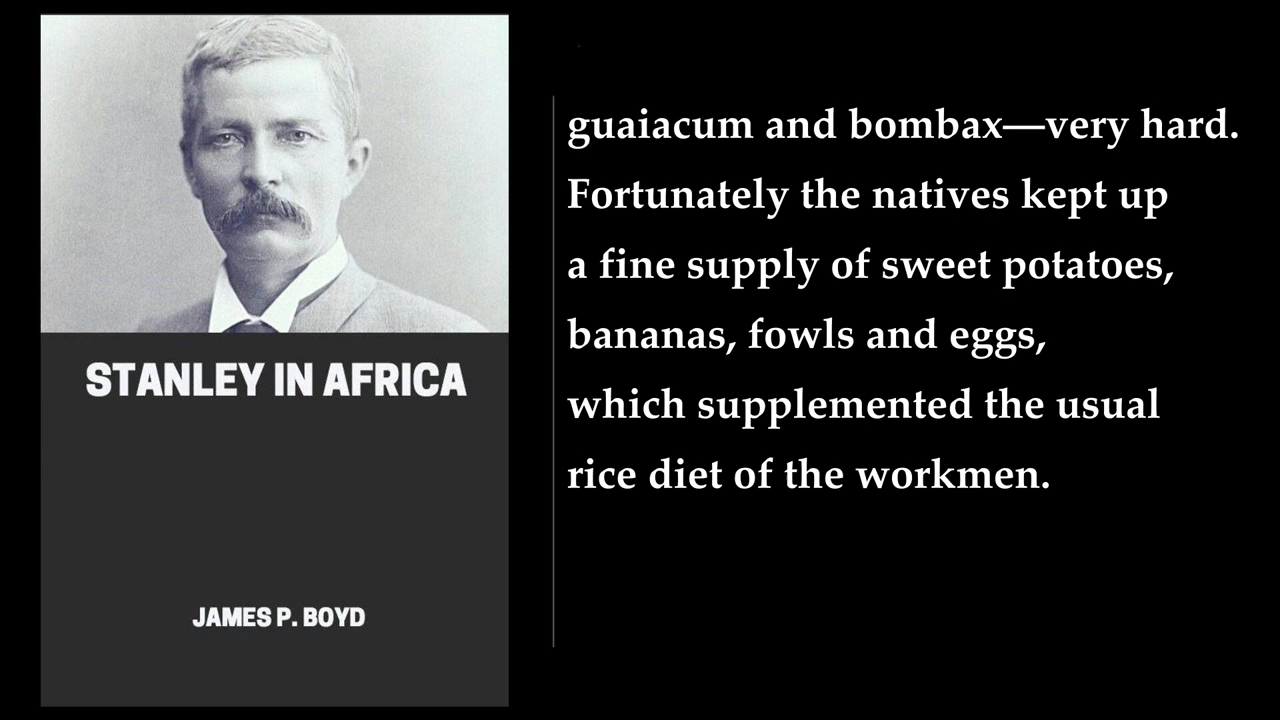 STANLEY IN AFRICA
JAMES P. BOYD
guaiacum and bombax—very hard.
Fortunately the natives kept up
a fine supply of sweet potatoes,
bananas, fowls and eggs,
which supplemented the usual
rice diet of the workmen.